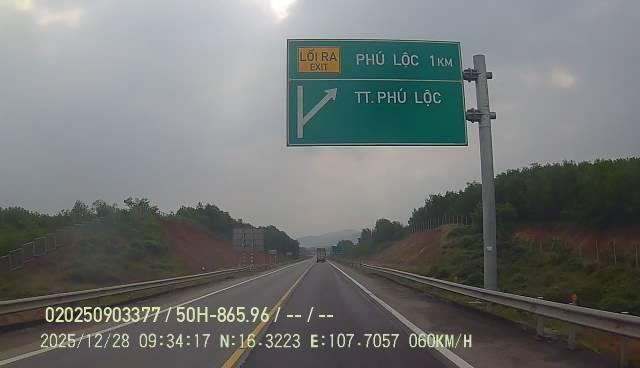 LỐI RA
EXIT
PHÚ LỘC 1KM
TT.PHÚ LỘC
020250903377/50H-865.96/--/--
2025/12/28 09:34:17 N:16.3223 E:107.7057 060KM/H